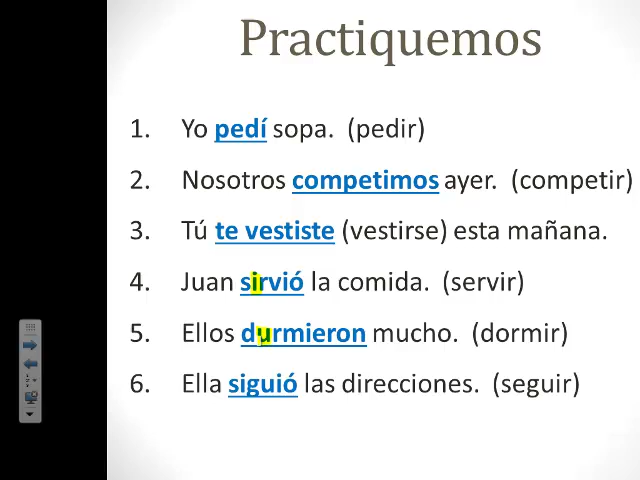 Practiquemos
1. Yo pedí sopa. (pedir)
2. Nosotros competimos ayer. (competir)
3. Tú te vestiste (vestirse) esta mañana.
4. Juan sirvió la comida. (servir)
5. Ellos durmieron mucho. (dormir)
6. Ella siguió las direcciones. (seguir)